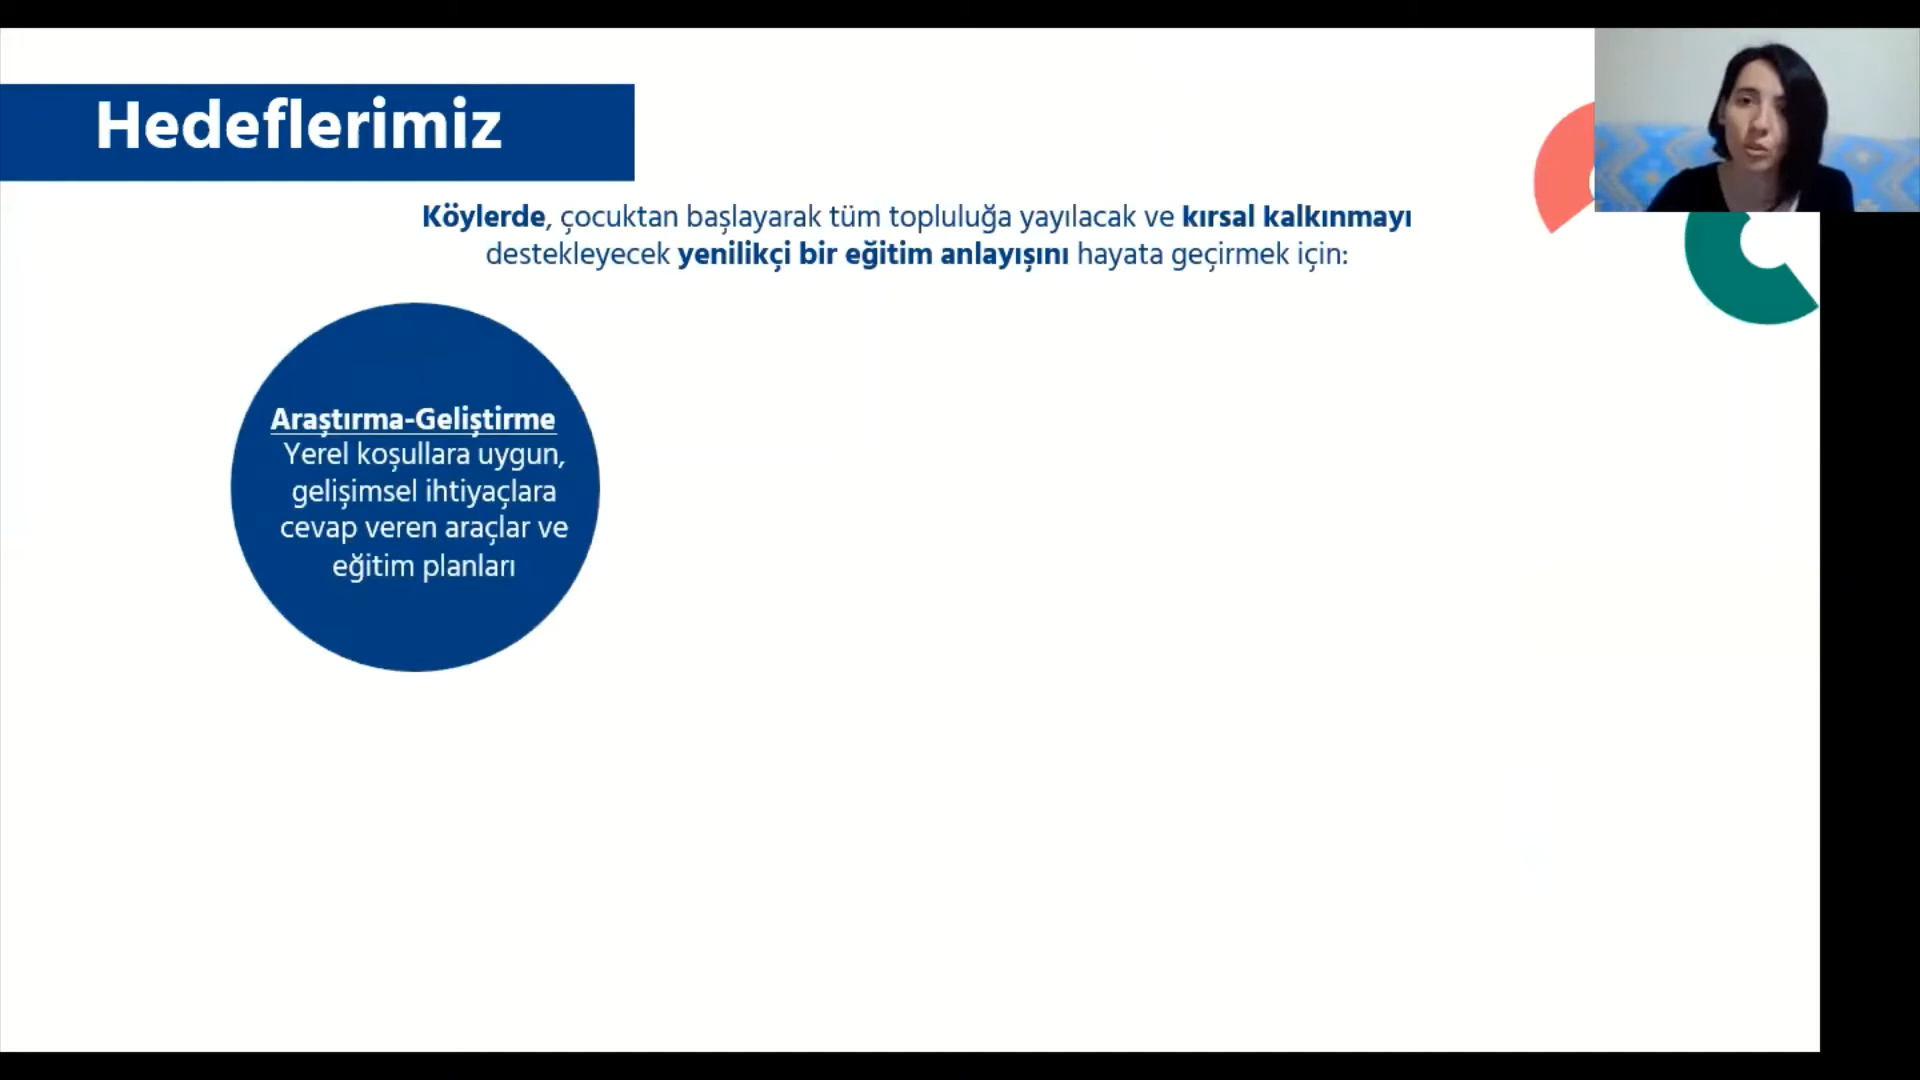 Hedeflerimiz
Köylerde, çocuktan başlayarak tüm topluluğa yayılacak ve kırsal kalkınmayı
destekleyecek yenilikçi bir eğitim anlayışını hayata geçirmek için:
Araştırma-Geliştirme
Yerel koşullara uygun,
gelişimsel ihtiyaçlara
cevap veren araçlar ve
eğitim planları